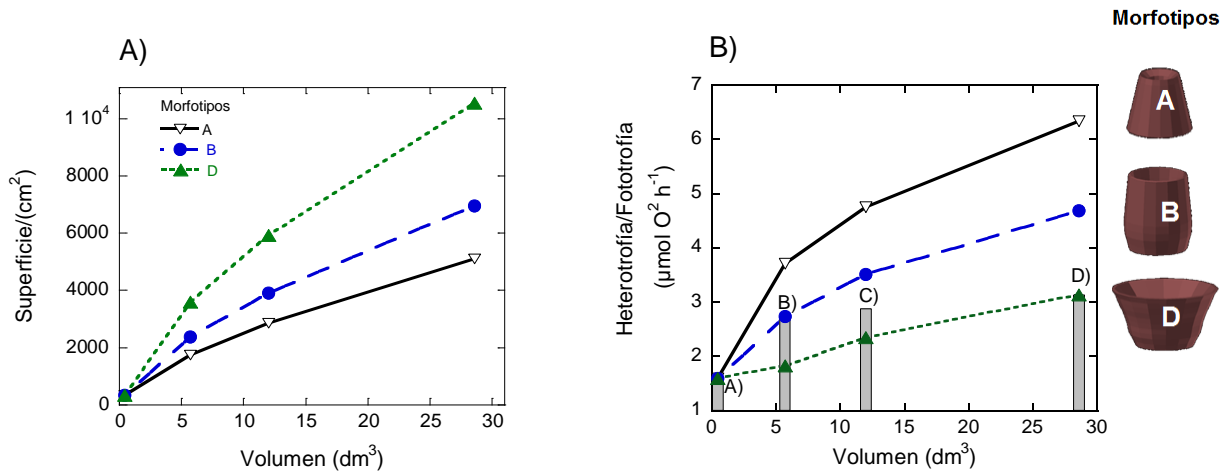 A)
Superficie/(cm²)
1 10⁴
8000
6000
4000
2000
0
Morfotipos
A
B
D
0 5 10 15 20 25 30
Volumen (dm³)
B)
Heterotrofía/Fototrofía
(µmol O² h⁻¹)
7
6
5
4
3
2
1
A)
B)
C)
D)
0 5 10 15 20 25 30
Volumen (dm³)
Morfotipos
A
B
D